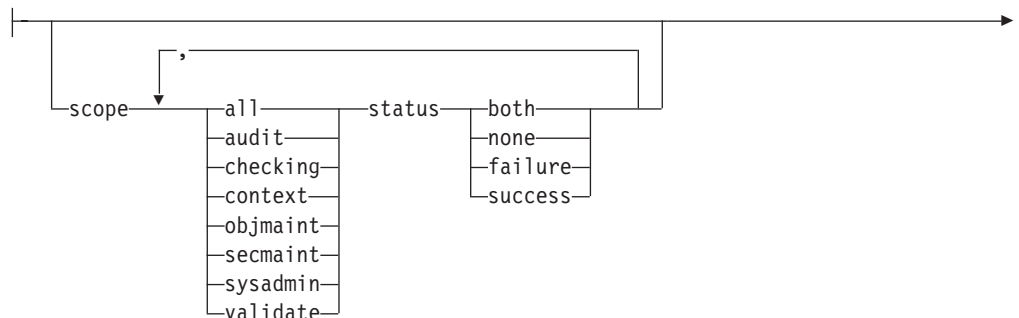 ,
scope all status both
audit none
checking failure
context success
objmaint
secmaint
sysadmin
validate